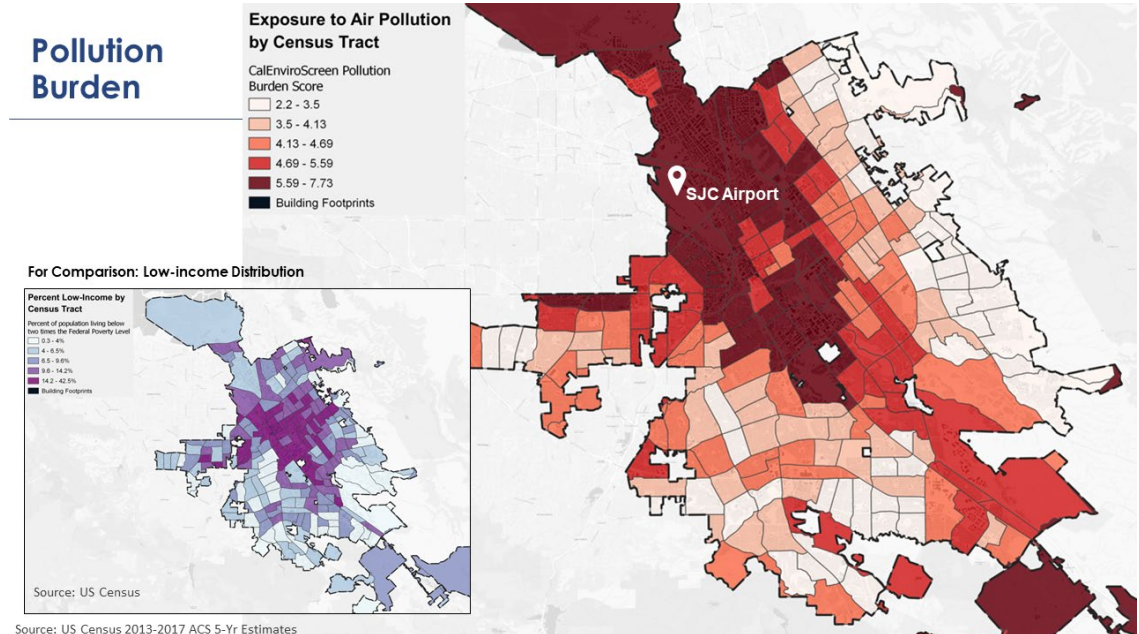 Pollution
Burden
Exposure to Air Pollution
by Census Tract
CalEnviroScreen Pollution
Burden Score
2.2 - 3.5
3.5 - 4.13
4.13 - 4.69
4.69 - 5.59
5.59 - 7.73
Building Footprints
SJC Airport
For Comparison: Low-income Distribution
Percent Low-Income by
Census Tract
Percent of population living below
two times the Federal Poverty Level
0.3 - 4%
4 - 6.5%
6.5 - 9.6%
9.6 - 14.2%
14.2 - 42.5%
Building Footprints
Source: US Census
Source: US Census 2013-2017 ACS 5-Yr Estimates